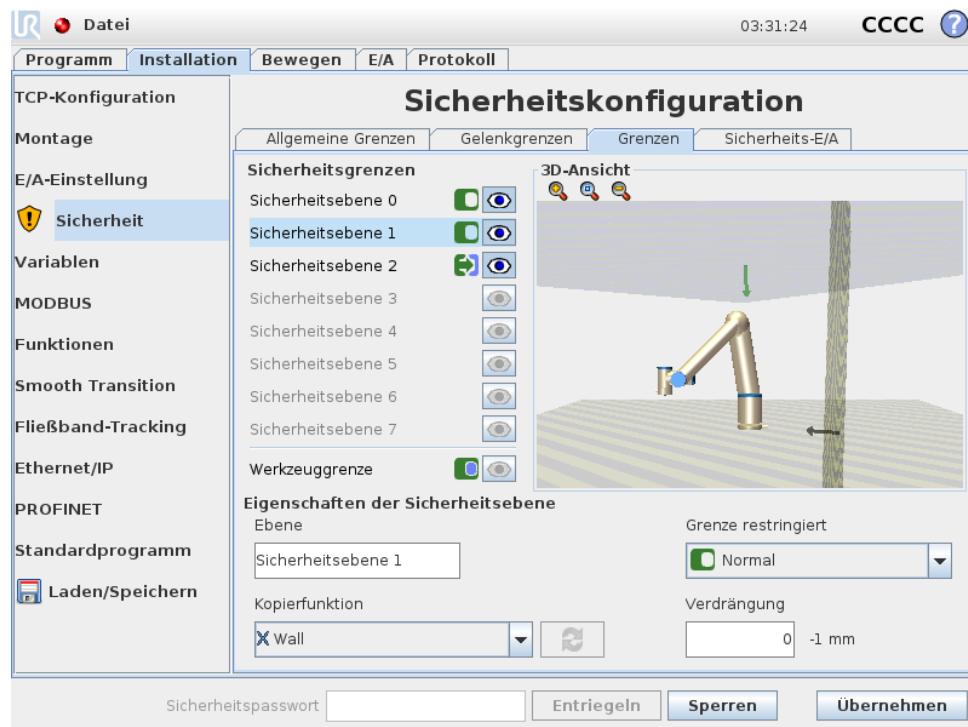 UR Datei 03:31:24 CCCC ?
Programm Installation Bewegen E/A Protokoll
TCP-Konfiguration
Montage
E/A-Einstellung
Sicherheit
Variablen
MODBUS
Funktionen
Smooth Transition
Fließband-Tracking
Ethernet/IP
PROFINET
Standardprogramm
Laden/Speichern
Sicherheitskonfiguration
Allgemeine Grenzen Gelenkgrenzen Grenzen Sicherheits-E/A
Sicherheitsgrenzen
Sicherheitsebene 0
Sicherheitsebene 1
Sicherheitsebene 2
Sicherheitsebene 3
Sicherheitsebene 4
Sicherheitsebene 5
Sicherheitsebene 6
Sicherheitsebene 7
Werkzeuggrenze
3D-Ansicht
Eigenschaften der Sicherheitsebene
Ebene
Sicherheitsebene 1
Grenze restringiert
Normal
Kopierfunktion
Wall
Verdrängung
0 -1 mm
Sicherheitspasswort Entriegeln Sperren Übernehmen